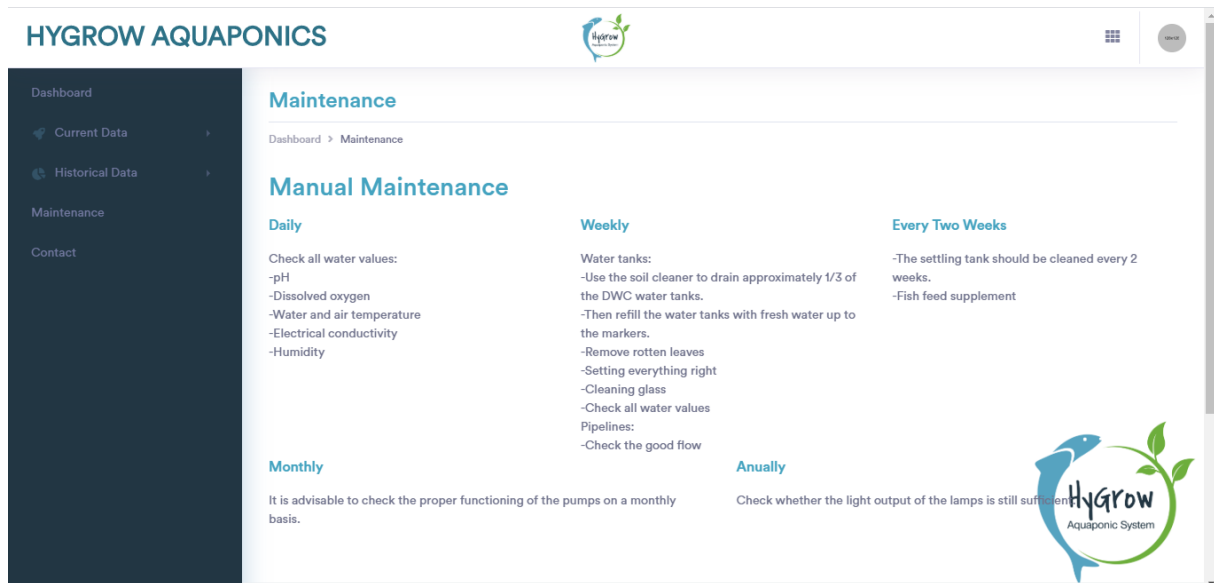 HYGROW AQUAPONICS
HyGrow
Aquaponic System
Dashboard
Current Data
Historical Data
Maintenance
Contact
Maintenance
Dashboard > Maintenance
Manual Maintenance
Daily
Check all water values:
-pH
-Dissolved oxygen
-Water and air temperature
-Electrical conductivity
-Humidity
Weekly
Water tanks:
-Use the soil cleaner to drain approximately 1/3 of
the DWC water tanks.
-Then refill the water tanks with fresh water up to
the markers.
-Remove rotten leaves
-Setting everything right
-Cleaning glass
-Check all water values
Pipelines:
-Check the good flow
Every Two Weeks
-The settling tank should be cleaned every 2
weeks.
-Fish feed supplement
Monthly
It is advisable to check the proper functioning of the pumps on a monthly
basis.
Anually
Check whether the light output of the lamps is still sufficient.
HyGrow
Aquaponic System